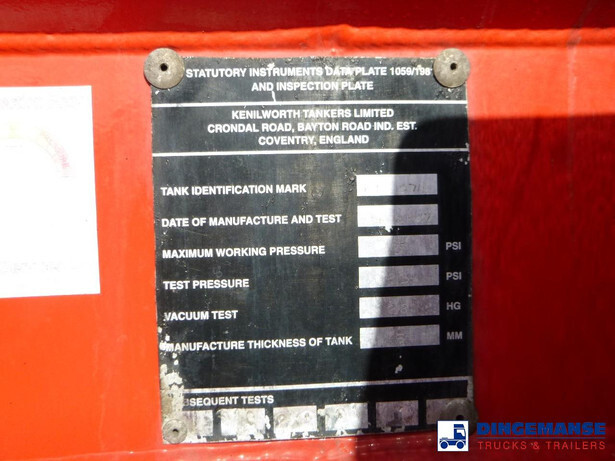 STATUTORY INSTRUMENTS DATA PLATE 1059/198
AND INSPECTION PLATE
KENILWORTH TANKERS LIMITED
CRONDAL ROAD, BAYTON ROAD IND. EST.
COVENTRY, ENGLAND
TANK IDENTIFICATION MARK
DATE OF MANUFACTURE AND TEST
MAXIMUM WORKING PRESSURE PSI
TEST PRESSURE PSI
VACUUM TEST HG
MANUFACTURE THICKNESS OF TANK MM
TESTS
DINGEMANSE
TRUCKS & TRAILERS